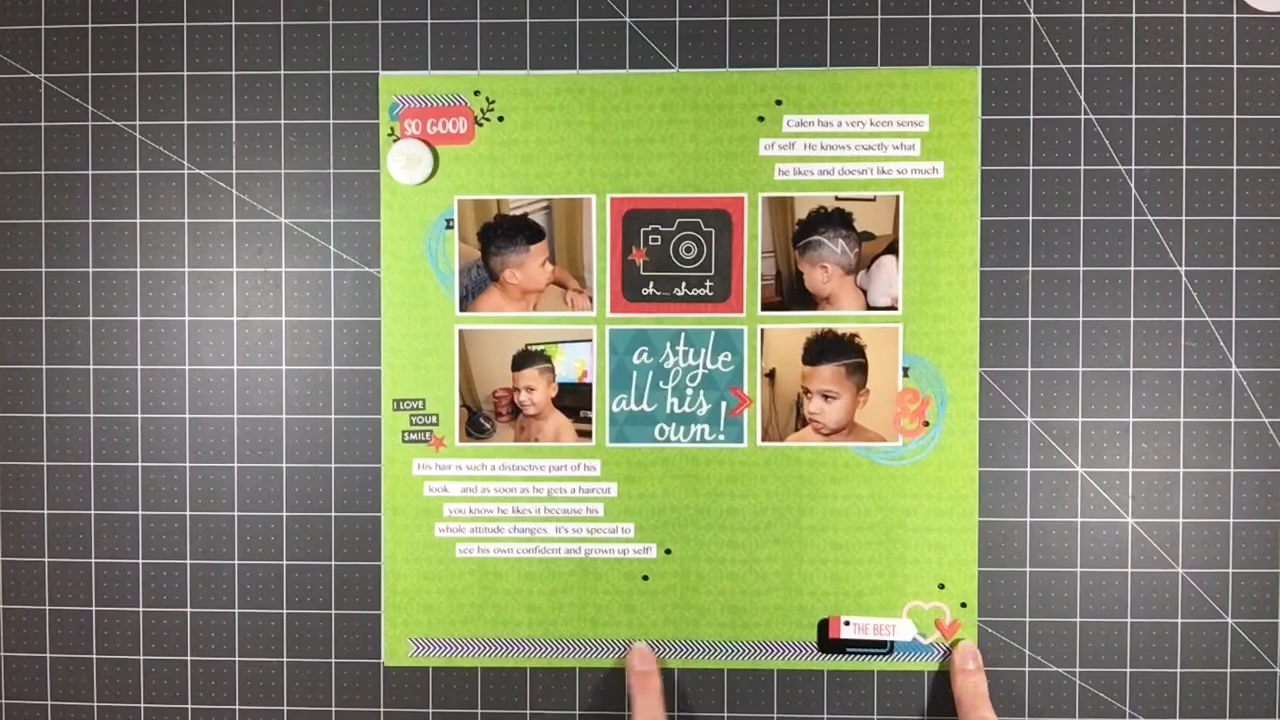 SO GOOD
Calen has a very keen sense
of self. He knows exactly what
he likes and doesn't like so much
oh... shoot
a style
all his
own!
&
I LOVE
YOUR
SMILE
His hair is such a distinctive part of his
look and as soon as he gets a haircut
you know he likes it because his
whole attitude changes. It's so special to
see his own confident and grown up self!
THE BEST